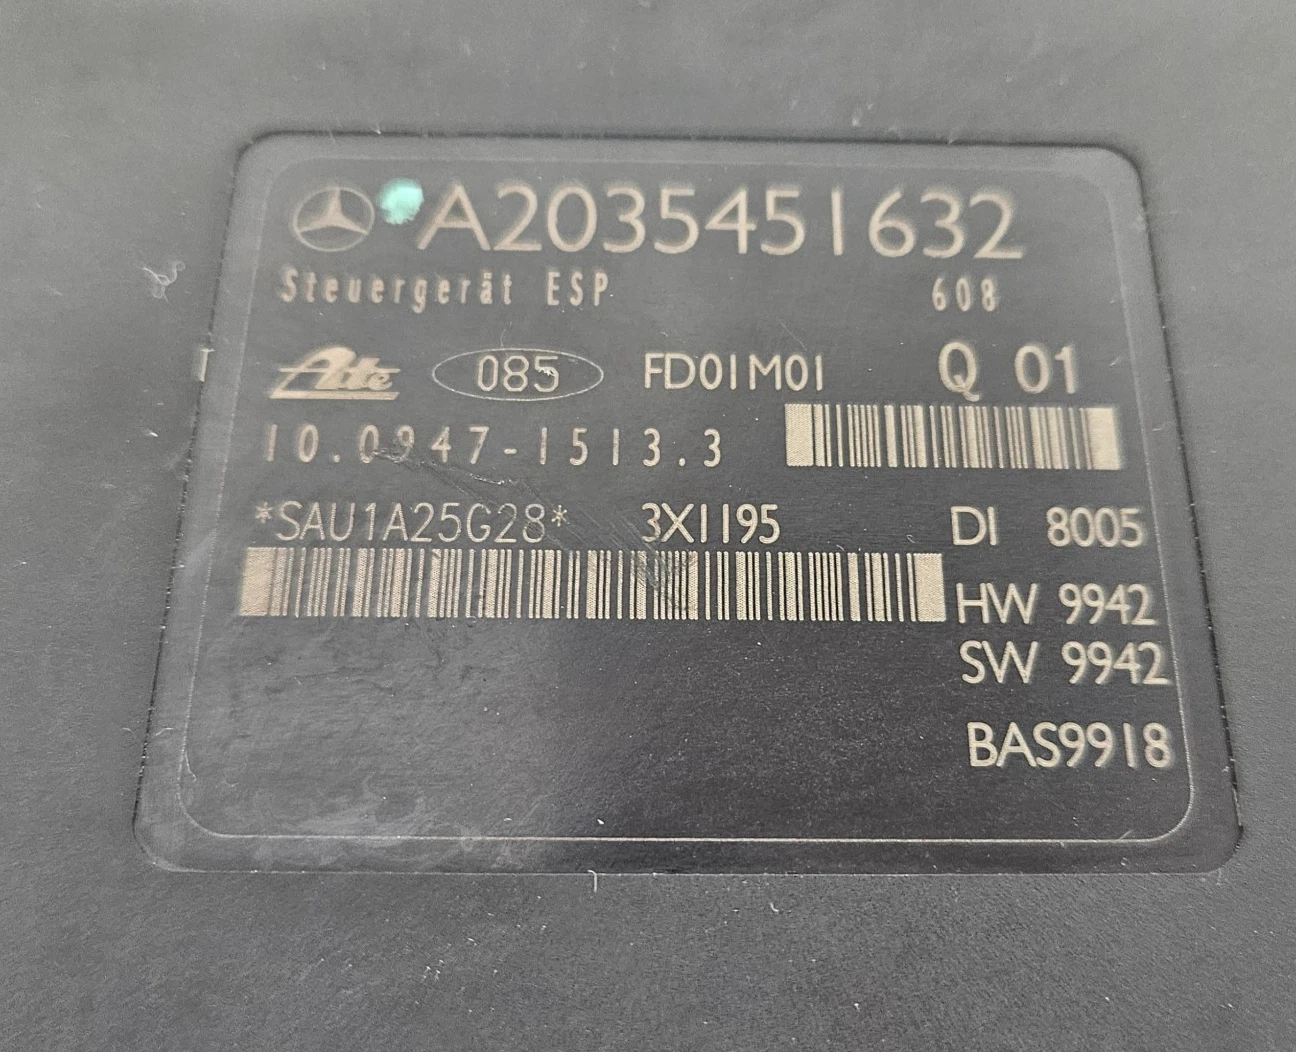 A2035451632
Steuergerät ESP 608
Ate 085 FD01M01 Q 01
10.0947-1513.3
*SAU1A25G28* 3X1195 DI 8005
HW 9942
SW 9942
BAS9918